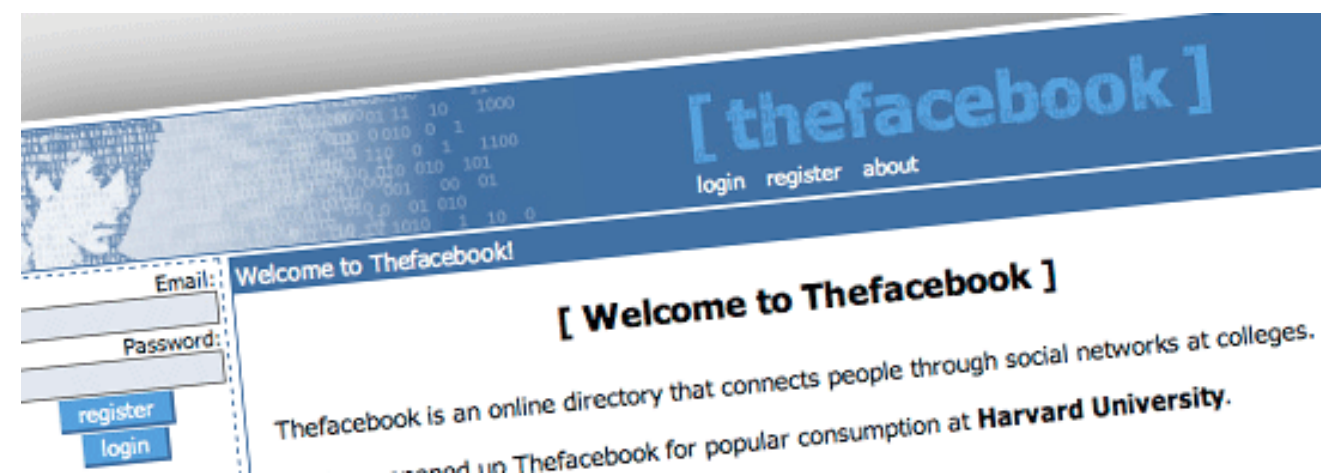 [ thefacebook ]
login register about
Welcome to Thefacebook!
Email:
Password:
register
login
[ Welcome to Thefacebook ]
Thefacebook is an online directory that connects people through social networks at colleges.
up Thefacebook for popular consumption at Harvard University.